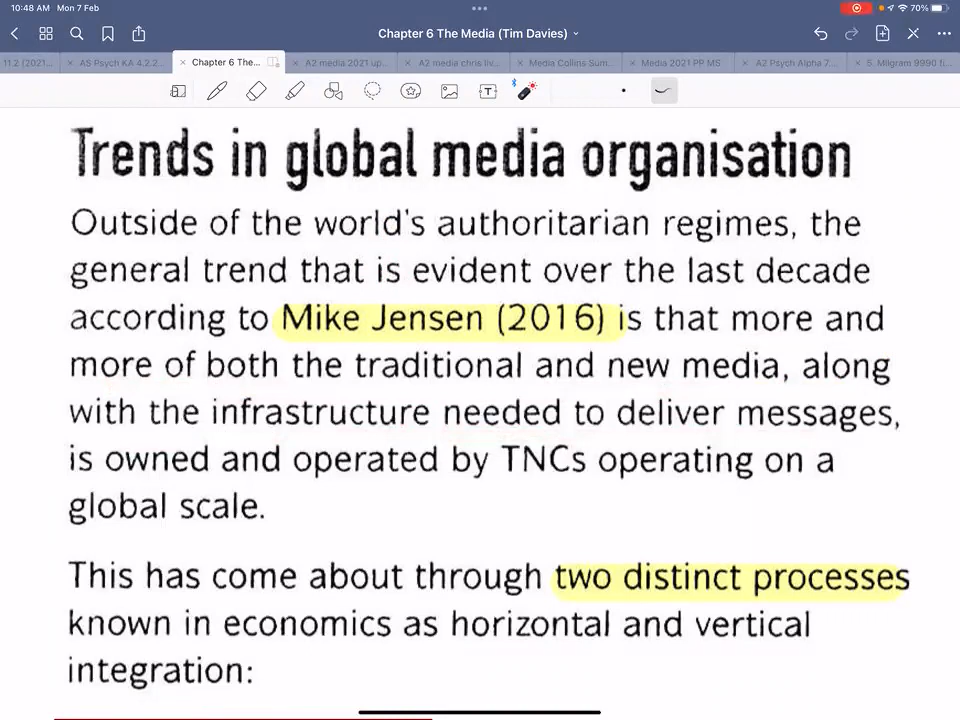 10:48 AM Mon 7 Feb
70%
Chapter 6 The Media (Tim Davies)
11.2 (2021...
AS Psych KA 4.2.2...
Chapter 6 The...
A2 media 2021 up...
A2 media chris liv...
Media Collins Sum...
Media 2021 PP MS
A2 Psych Alpha 7...
5. Milgram 9990 fi...
T
Trends in global media organisation
Outside of the world's authoritarian regimes, the
general trend that is evident over the last decade
according to Mike Jensen (2016) is that more and
more of both the traditional and new media, along
with the infrastructure needed to deliver messages,
is owned and operated by TNCs operating on a
global scale.
This has come about through two distinct processes
known in economics as horizontal and vertical
integration: